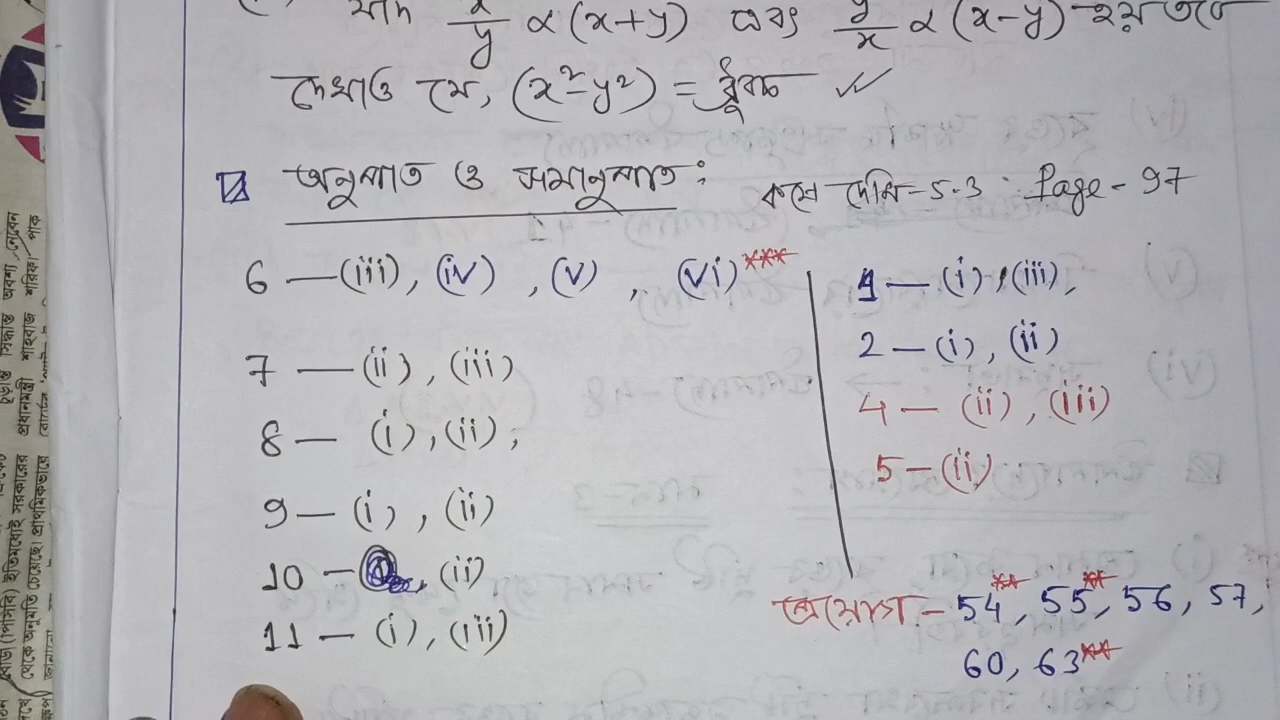 যদি x/y ∝ (x+y) এবং y/x ∝ (x-y) হয় তবে
দেখাও যে, (x²-y²) = ধ্রুবক
অনুপাত ও সমানুপাত: কষে দেখি-5.3 Page-97
6 — (iii), (iv), (v), (vi)***
7 — (ii), (iii)
8 — (i), (ii),
9 — (i), (ii)
10 — (ii)
11 — (i), (iii)
1 — (i), (iii),
2 — (i), (ii)
4 — (ii), (iii)
5 — (ii)
প্রয়োগ - 54**, 55**, 56, 57,
60, 63**